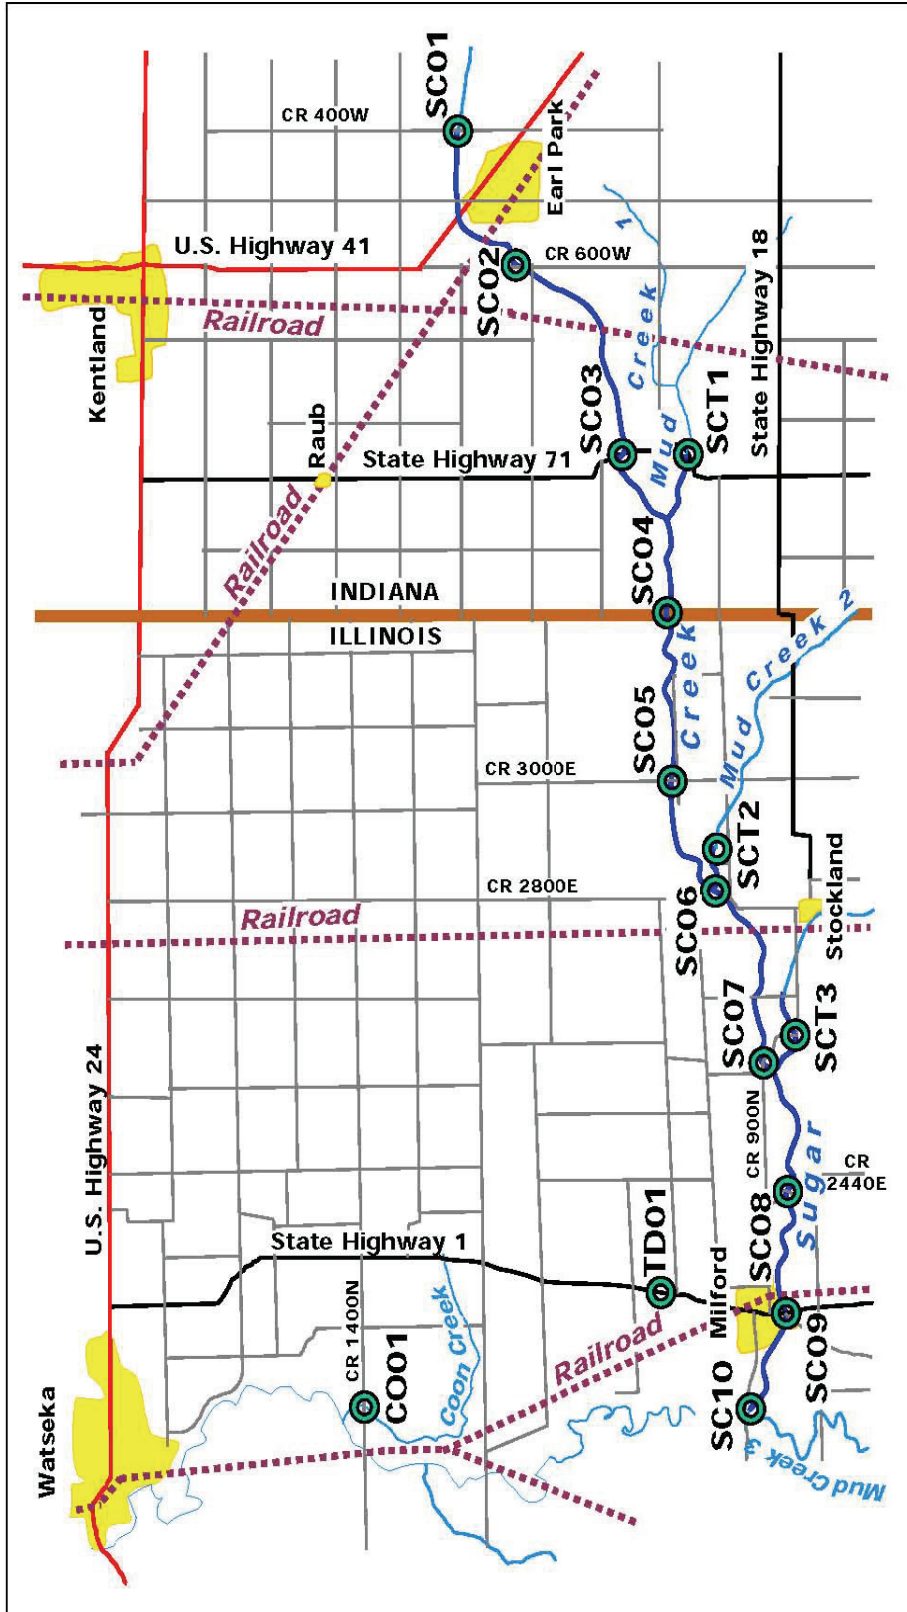 SC01
CR 400W
Earl Park
U.S. Highway 41
SC02
CR 600W
1
State Highway 18
Kentland
Railroad
Creek
Mud
SC03
SCT1
Raub
State Highway 71
Railroad
SC04
INDIANA
ILLINOIS
Creek
Mud Creek 2
SC05
CR 3000E
SCT2
CR 2800E
SC06
Railroad
Stockland
SC07
SCT3
U.S. Highway 24
CR 900N
Sugar
CR
2440E
SC08
State Highway 1
TD01
Milford
CR 1400N
Coon Creek
CO01
Railroad
SC09
SC10
Watseka
Mud Creek 3